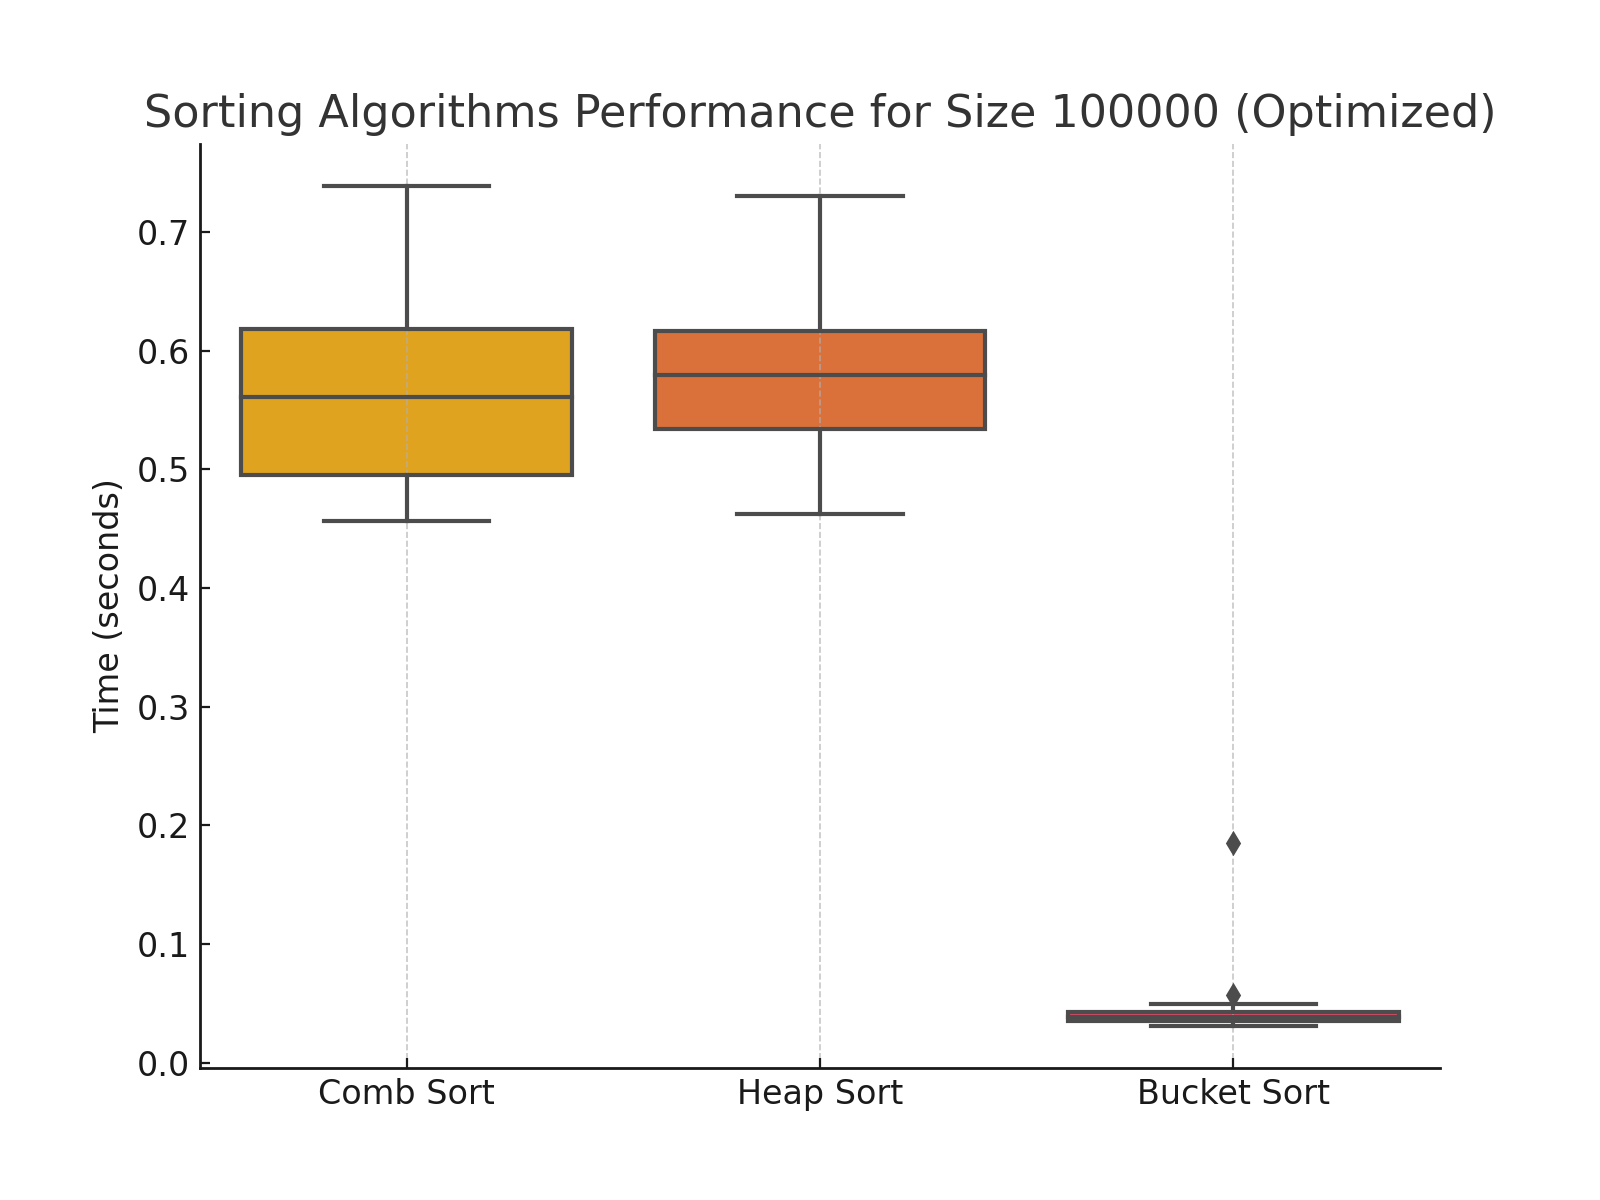 Sorting Algorithms Performance for Size 100000 (Optimized)
Time (seconds)
0.7
0.6
0.5
0.4
0.3
0.2
0.1
0.0
Comb Sort
Heap Sort
Bucket Sort